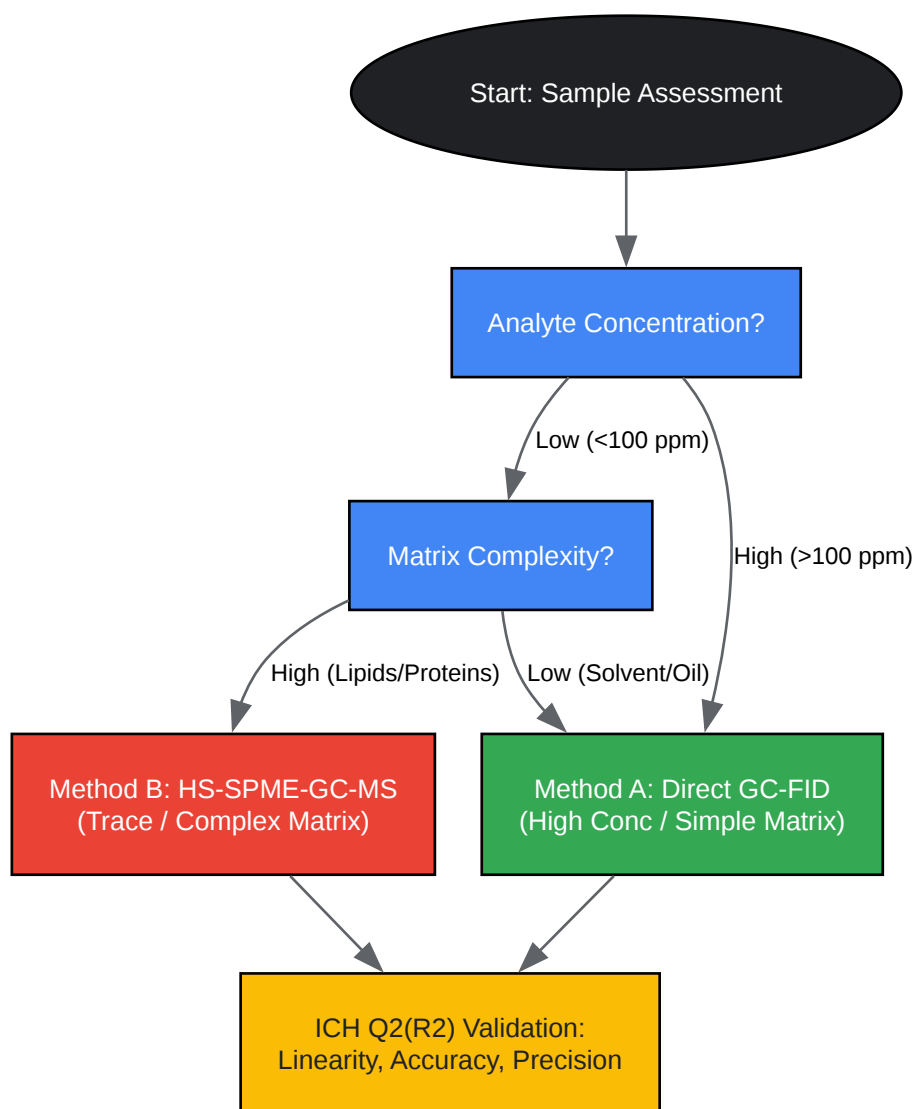 Start: Sample Assessment
Analyte Concentration?
Low (<100 ppm)
Matrix Complexity?
High (>100 ppm)
High (Lipids/Proteins)
Low (Solvent/Oil)
Method B: HS-SPME-GC-MS
(Trace / Complex Matrix)
Method A: Direct GC-FID
(High Conc / Simple Matrix)
ICH Q2(R2) Validation:
Linearity, Accuracy, Precision